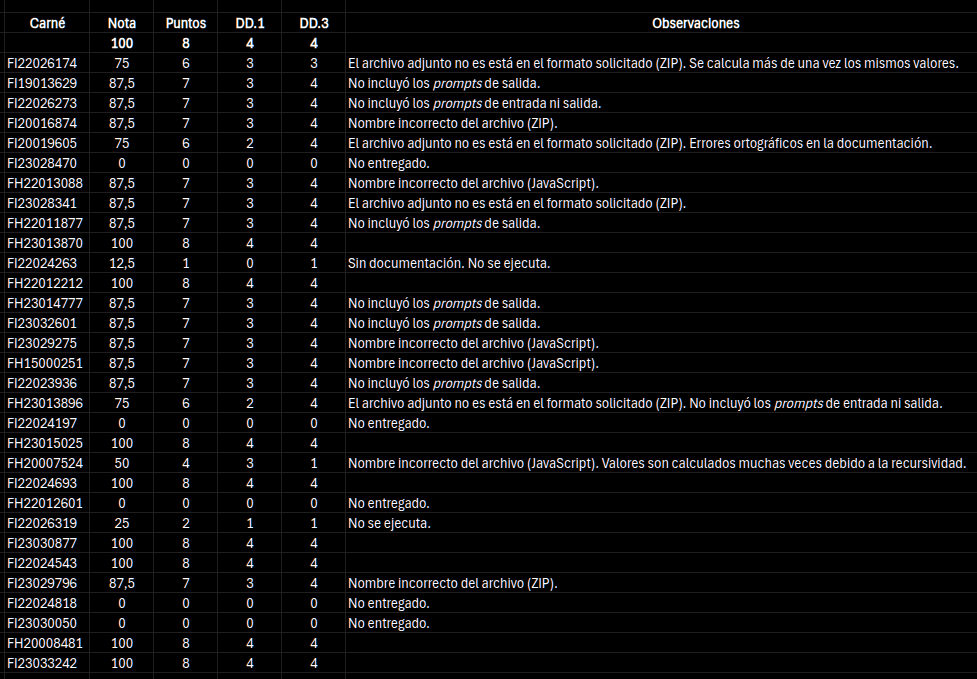 Carné Nota Puntos DD.1 DD.3 Observaciones
100 8 4 4
FI22026174 75 6 3 3 El archivo adjunto no es está en el formato solicitado (ZIP). Se calcula más de una vez los mismos valores.
FI19013629 87,5 7 3 4 No incluyó los prompts de salida.
FI22026273 87,5 7 3 4 No incluyó los prompts de entrada ni salida.
FI20016874 87,5 7 3 4 Nombre incorrecto del archivo (ZIP).
FI20019605 75 6 2 4 El archivo adjunto no es está en el formato solicitado (ZIP). Errores ortográficos en la documentación.
FI23028470 0 0 0 0 No entregado.
FH22013088 87,5 7 3 4 Nombre incorrecto del archivo (JavaScript).
FI23028341 87,5 7 3 4 El archivo adjunto no es está en el formato solicitado (ZIP).
FH22011877 87,5 7 3 4 No incluyó los prompts de salida.
FH23013870 100 8 4 4
FI22024263 12,5 1 0 1 Sin documentación. No se ejecuta.
FH22012212 100 8 4 4
FH23014777 87,5 7 3 4 No incluyó los prompts de salida.
FI23032601 87,5 7 3 4 No incluyó los prompts de salida.
FI23029275 87,5 7 3 4 Nombre incorrecto del archivo (JavaScript).
FH15000251 87,5 7 3 4 Nombre incorrecto del archivo (JavaScript).
FI22023936 87,5 7 3 4 No incluyó los prompts de salida.
FH23013896 75 6 2 4 El archivo adjunto no es está en el formato solicitado (ZIP). No incluyó los prompts de entrada ni salida.
FI22024197 0 0 0 0 No entregado.
FH23015025 100 8 4 4
FH20007524 50 4 3 1 Nombre incorrecto del archivo (JavaScript). Valores son calculados muchas veces debido a la recursividad.
FI22024693 100 8 4 4
FH22012601 0 0 0 0 No entregado.
FI22026319 25 2 1 1 No se ejecuta.
FI23030877 100 8 4 4
FI22024543 100 8 4 4
FI23029796 87,5 7 3 4 Nombre incorrecto del archivo (ZIP).
FI22024818 0 0 0 0 No entregado.
FI23030050 0 0 0 0 No entregado.
FH20008481 100 8 4 4
FI23033242 100 8 4 4